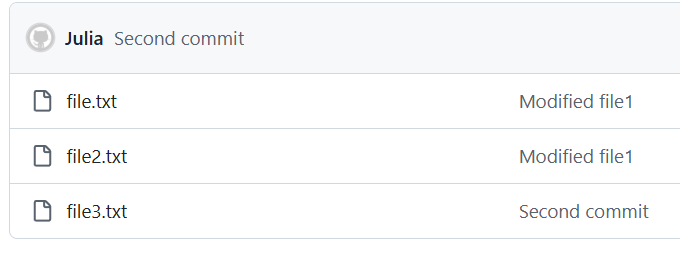 Julia Second commit
file.txt Modified file1
file2.txt Modified file1
file3.txt Second commit